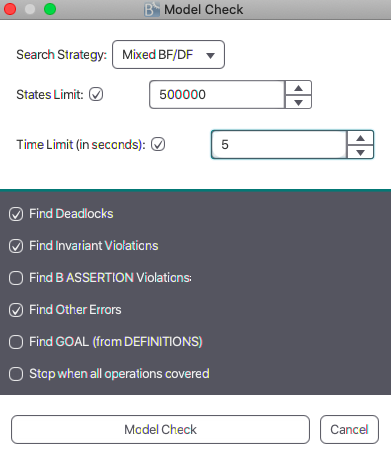 Model Check
Search Strategy: Mixed BF/DF
States Limit: 500000
Time Limit (in seconds): 5
Find Deadlocks
Find Invariant Violations
Find B ASSERTION Violations:
Find Other Errors
Find GOAL (from DEFINITIONS)
Stop when all operations covered
Model Check Cancel